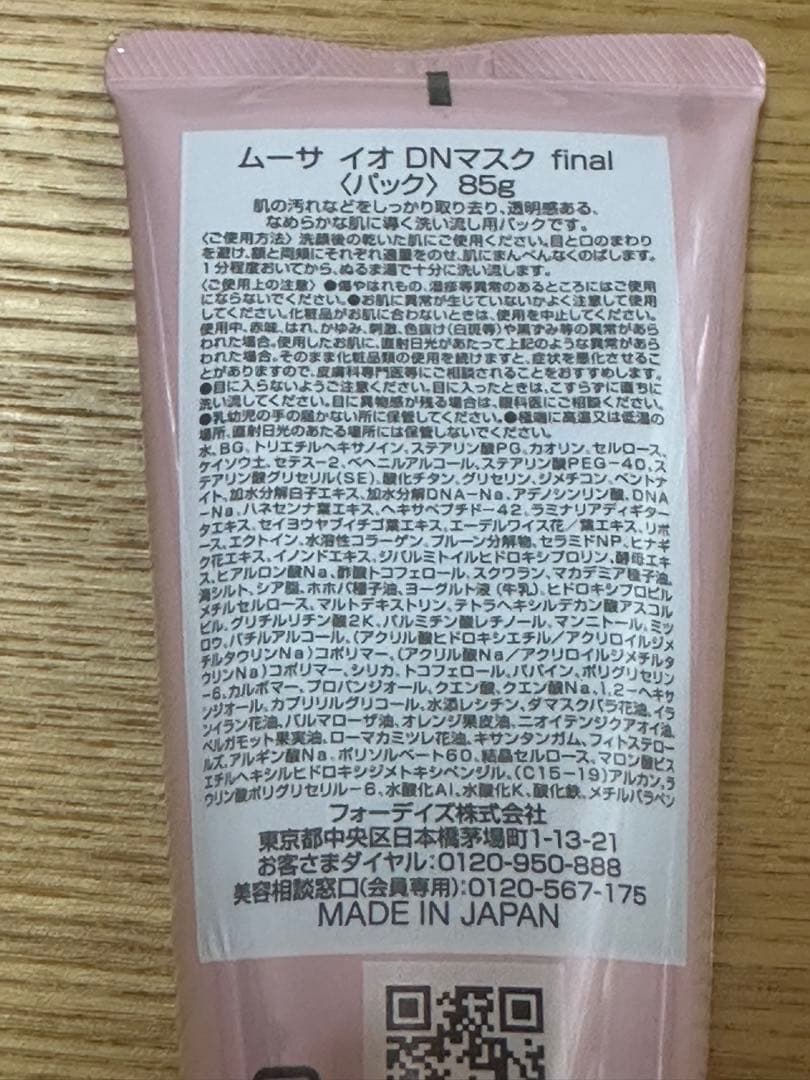 ムーサ イオ DNマスク final
〈パック〉 85g
肌の汚れなどをしっかり取り去り、透明感ある、
なめらかな肌に導く洗い流し用パックです。
〈ご使用方法〉洗顔後の乾いた肌にご使用ください。目と口のまわり
を避け、額と両頬にそれぞれ適量をのせ、肌にまんべんなくのばします。
1分程度おいてから、ぬるま湯で十分に洗い流します。
〈ご使用上の注意〉●傷やはれもの、湿疹等異常のあるところにはご使用
にならないでください。●お肌に異常が生じていないかよく注意して使用
してください。化粧品がお肌に合わないときは、使用を中止してください。
使用中、赤味、はれ、かゆみ、刺激、色抜け(白斑等)や黒ずみ等の異常があら
われた場合。使用したお肌に、直射日光があたって上記のような異常があら
われた場合。そのまま化粧品類の使用を続けますと、症状を悪化させるこ
とがありますので、皮膚科専門医等にご相談されることをおすすめします。
●目に入らないようご注意ください。目に入ったときは、こすらずに直ちに
洗い流してください。目に異物感が残る場合は、眼科医にご相談ください。
●乳幼児の手の届かない所に保管してください。●極端に高温又は低温の
場所、直射日光のあたる場所には保管しないでください。
水、BG、トリエチルヘキサノイン、ステアリン酸PG、カオリン、セルロース、
ケイソウ土、セテス-2、ベヘニルアルコール、ステアリン酸PEG-40、ス
テアリン酸グリセリル(SE)、酸化チタン、グリセリン、ジメチコン、ベントナ
イト、加水分解白子エキス、加水分解DNA-Na、アデノシンリン酸、DNA
-Na、ハネセンナ葉エキス、ヘキサペプチド-42、ラミナリアディギター
タエキス、セイヨウヤブイチゴ葉エキス、エーデルワイス花/葉エキス、リボ
ース、エクトイン、水溶性コラーゲン、プルーン分解物、セラミドNP、ヒナギ
ク花エキス、イノンドエキス、ジパルミトイルヒドロキシプロリン、酵母エキ
ス、ヒアルロン酸Na、酢酸トコフェロール、スクワラン、マカデミア種子油、
海シルト、シア脂、ホホバ種子油、ヨーグルト液(牛乳)、ヒドロキシプロピル
メチルセルロース、マルトデキストリン、テトラヘキシルデカン酸アスコル
ビル、グリチルリチン酸2K、パルミチン酸レチノール、マンニトール、ミツ
ロウ、バチルアルコール、(アクリル酸ヒドロキシエチル/アクリロイルジメ
チルタウリンNa)コポリマー、(アクリル酸Na/アクリロイルジメチルタ
ウリンNa)コポリマー、シリカ、トコフェロール、パパイン、ポリグリセリン
-6、カルボマー、プロパンジオール、クエン酸、クエン酸Na、1,2-ヘキサ
ンジオール、カプリリルグリコール、水添レシチン、ダマスクバラ花油、イラ
ンイラン花油、パルマローザ油、オレンジ果皮油、ニオイテンジクアオイ油、
ベルガモット果実油、ローマカミツレ花油、キサンタンガム、フィトステロー
ルズ、アルギン酸Na、ポリソルベート60、結晶セルロース、マロン酸ビス
エチルヘキシルヒドロキシジメトキシベンジル、(C15-19)アルカン、ラ
ウリン酸ポリグリセリル-6、水酸化Al、水酸化K、酸化鉄、メチルパラベン
フォーデイズ株式会社
東京都中央区日本橋茅場町1-13-21
お客さまダイヤル:0120-950-888
美容相談窓口(会員専用):0120-567-175
MADE IN JAPAN